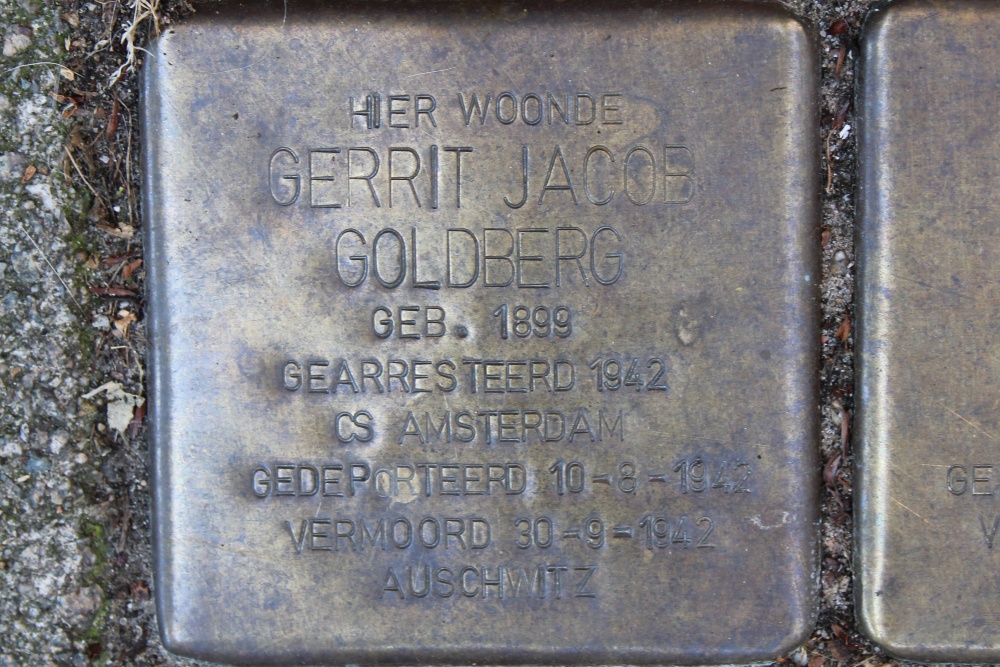 HIER WOONDE
GERRIT JACOB
GOLDBERG
GEB. 1899
GEARRESTEERD 1942
CS AMSTERDAM
GEDEPORTEERD 10-8-1942
VERMOORD 30-9-1942
AUSCHWITZ